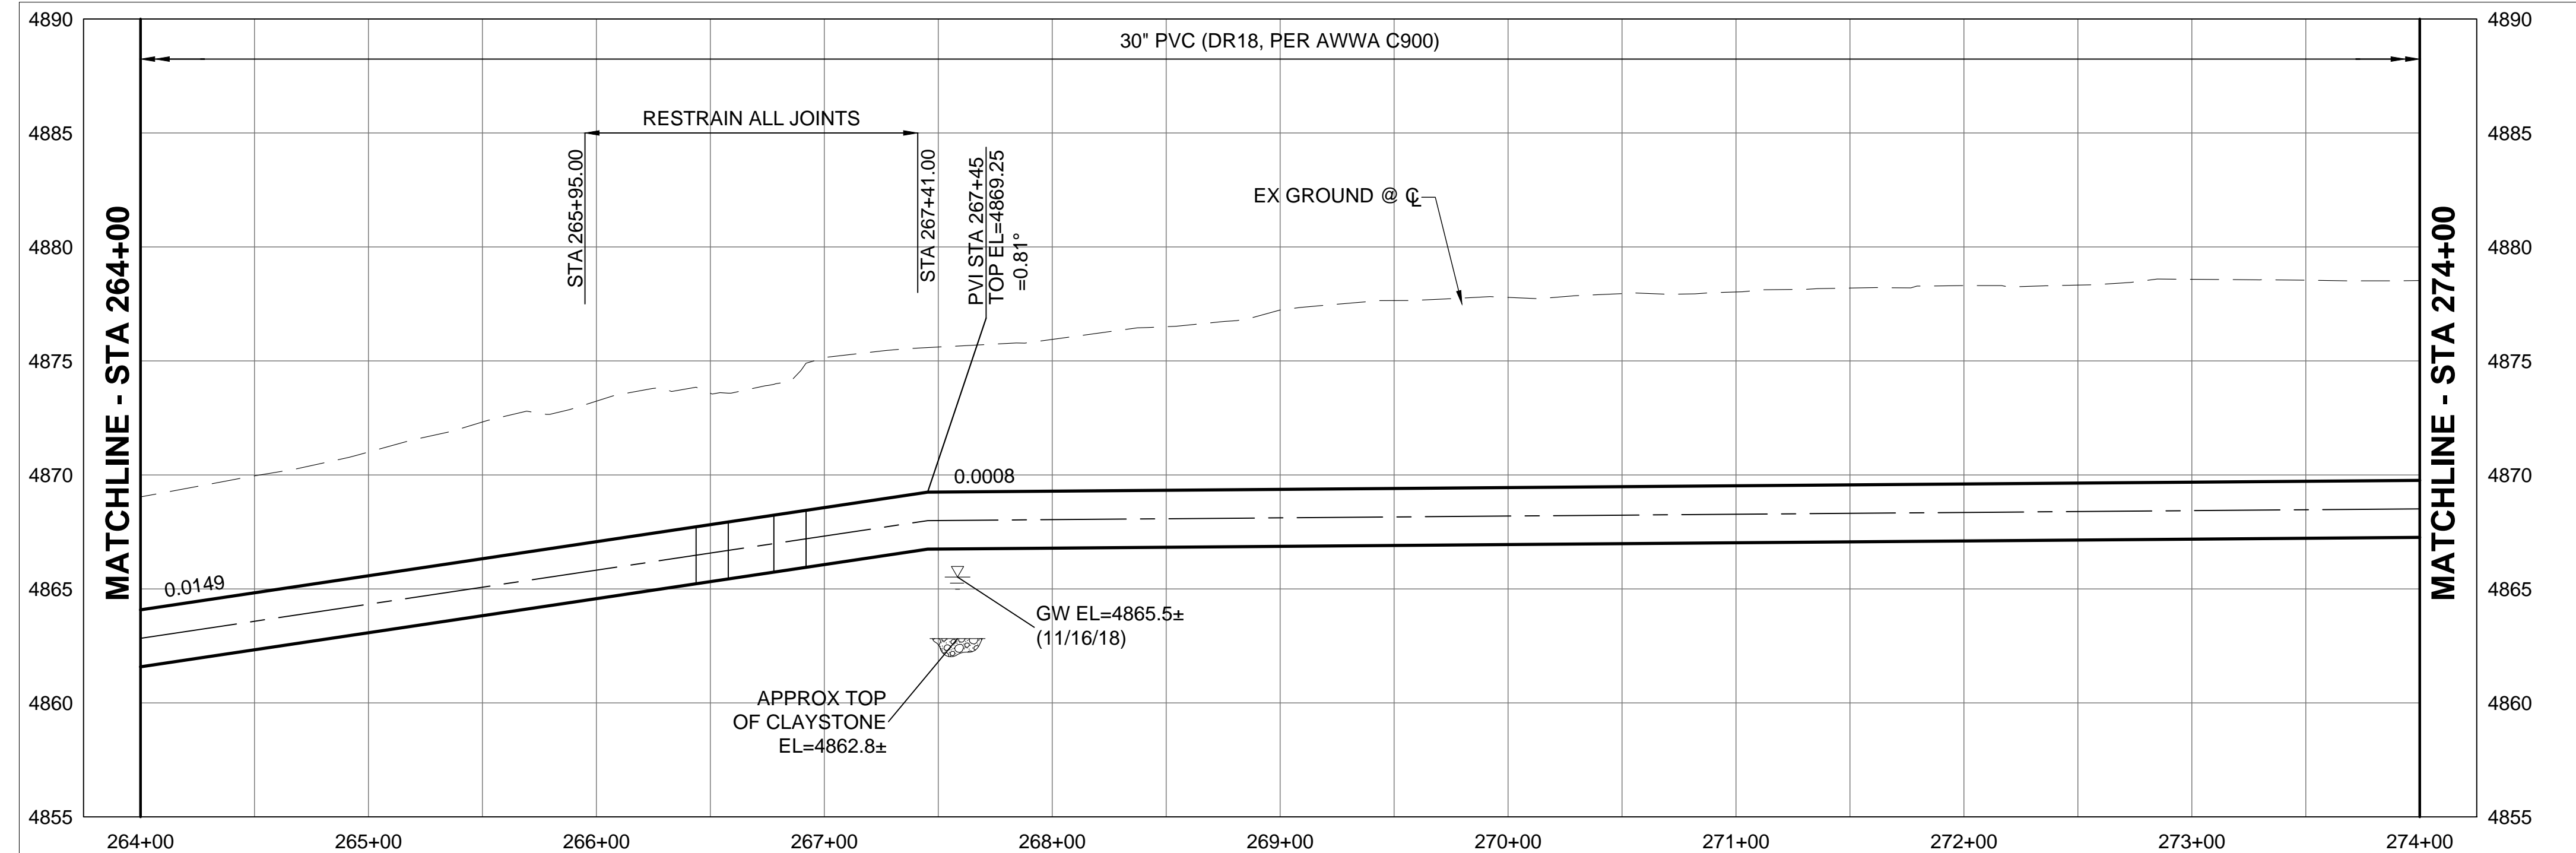 4890
4890
30" PVC (DR18, PER AWWA C900)
4885
4885
RESTRAIN ALL JOINTS
STA 265+95.00
STA 267+41.00
PVI STA 267+45
TOP EL=4869.25
=0.81°
EX GROUND @ ℄
4880
4880
MATCHLINE - STA 264+00
MATCHLINE - STA 274+00
4875
4875
4870
4870
0.0008
0.0149
4865
4865
GW EL=4865.5±
(11/16/18)
APPROX TOP
OF CLAYSTONE
EL=4862.8±
4860
4860
4855
4855
264+00
265+00
266+00
267+00
268+00
269+00
270+00
271+00
272+00
273+00
274+00